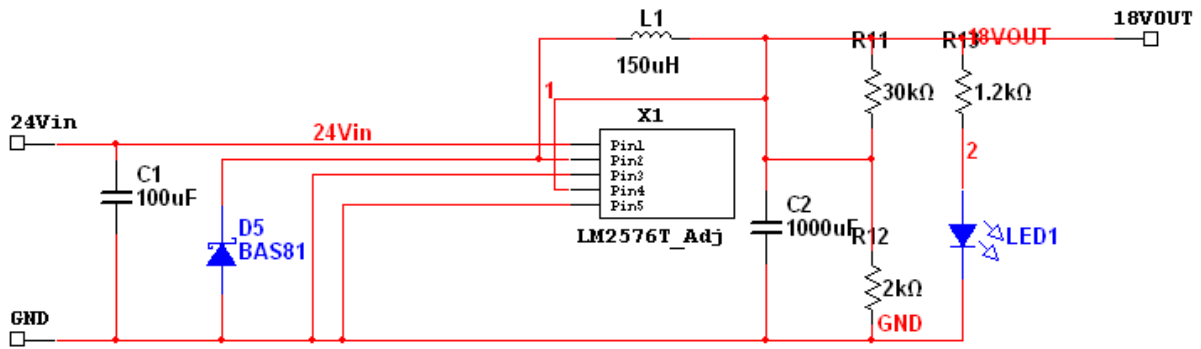 L1
150uH
18VOUT
R11
R13
18VOUT
30kΩ
1.2kΩ
1
X1
24Vin
24Vin
Pin1
Pin2
Pin3
Pin4
Pin5
2
C1
100uF
D5
BAS81
LM2576T_Adj
C2
1000uF
R12
LED1
2kΩ
GND
GND